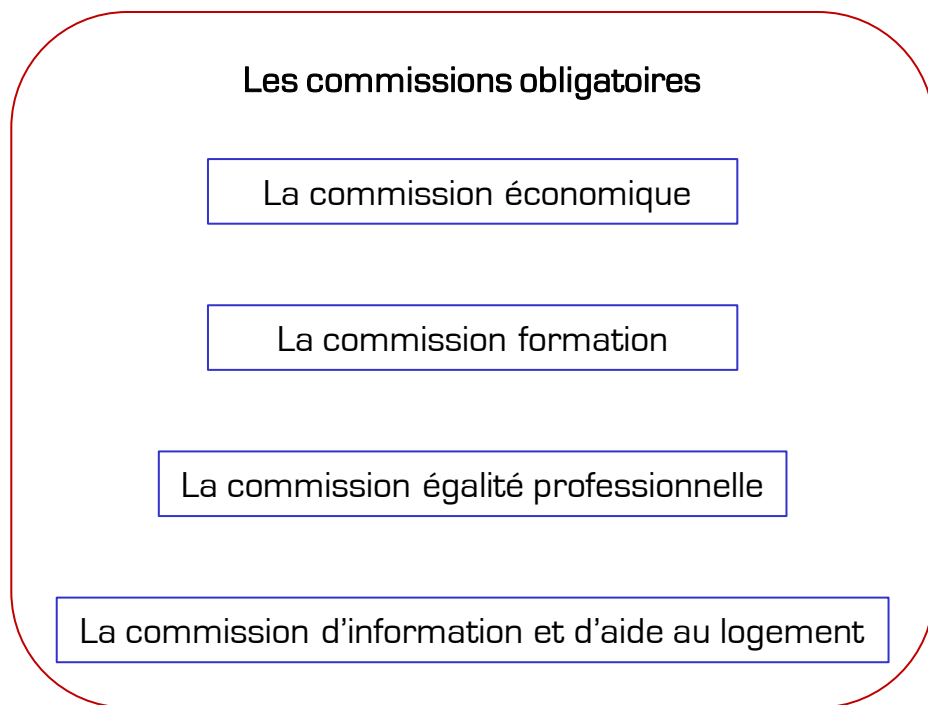 Les commissions obligatoires
La commission économique
La commission formation
La commission égalité professionnelle
La commission d’information et d’aide au logement